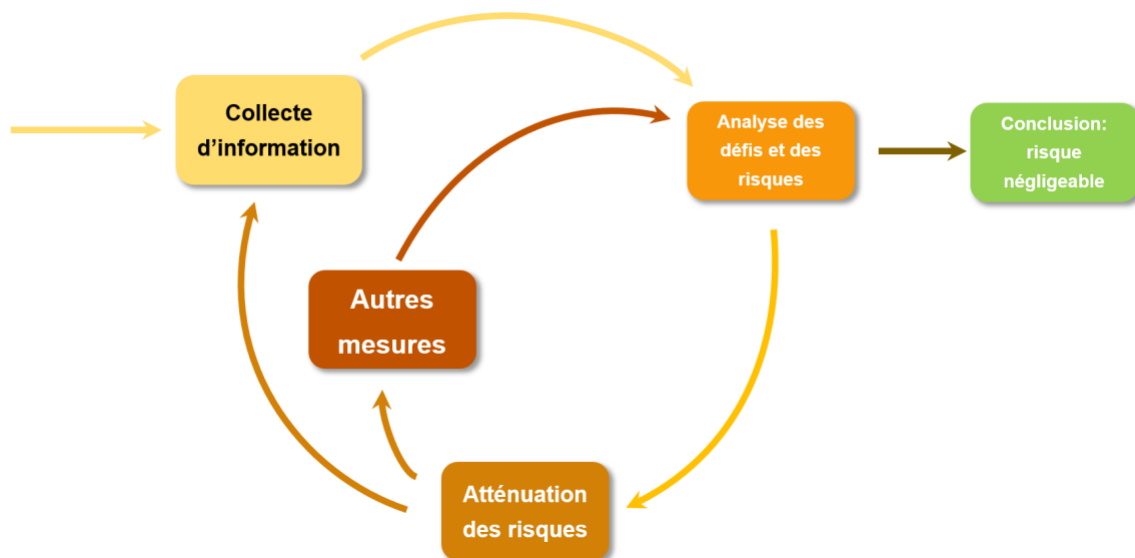 Collecte
d’information
Analyse des
défis et des
risques
Conclusion:
risque
négligeable
Autres
mesures
Atténuation
des risques